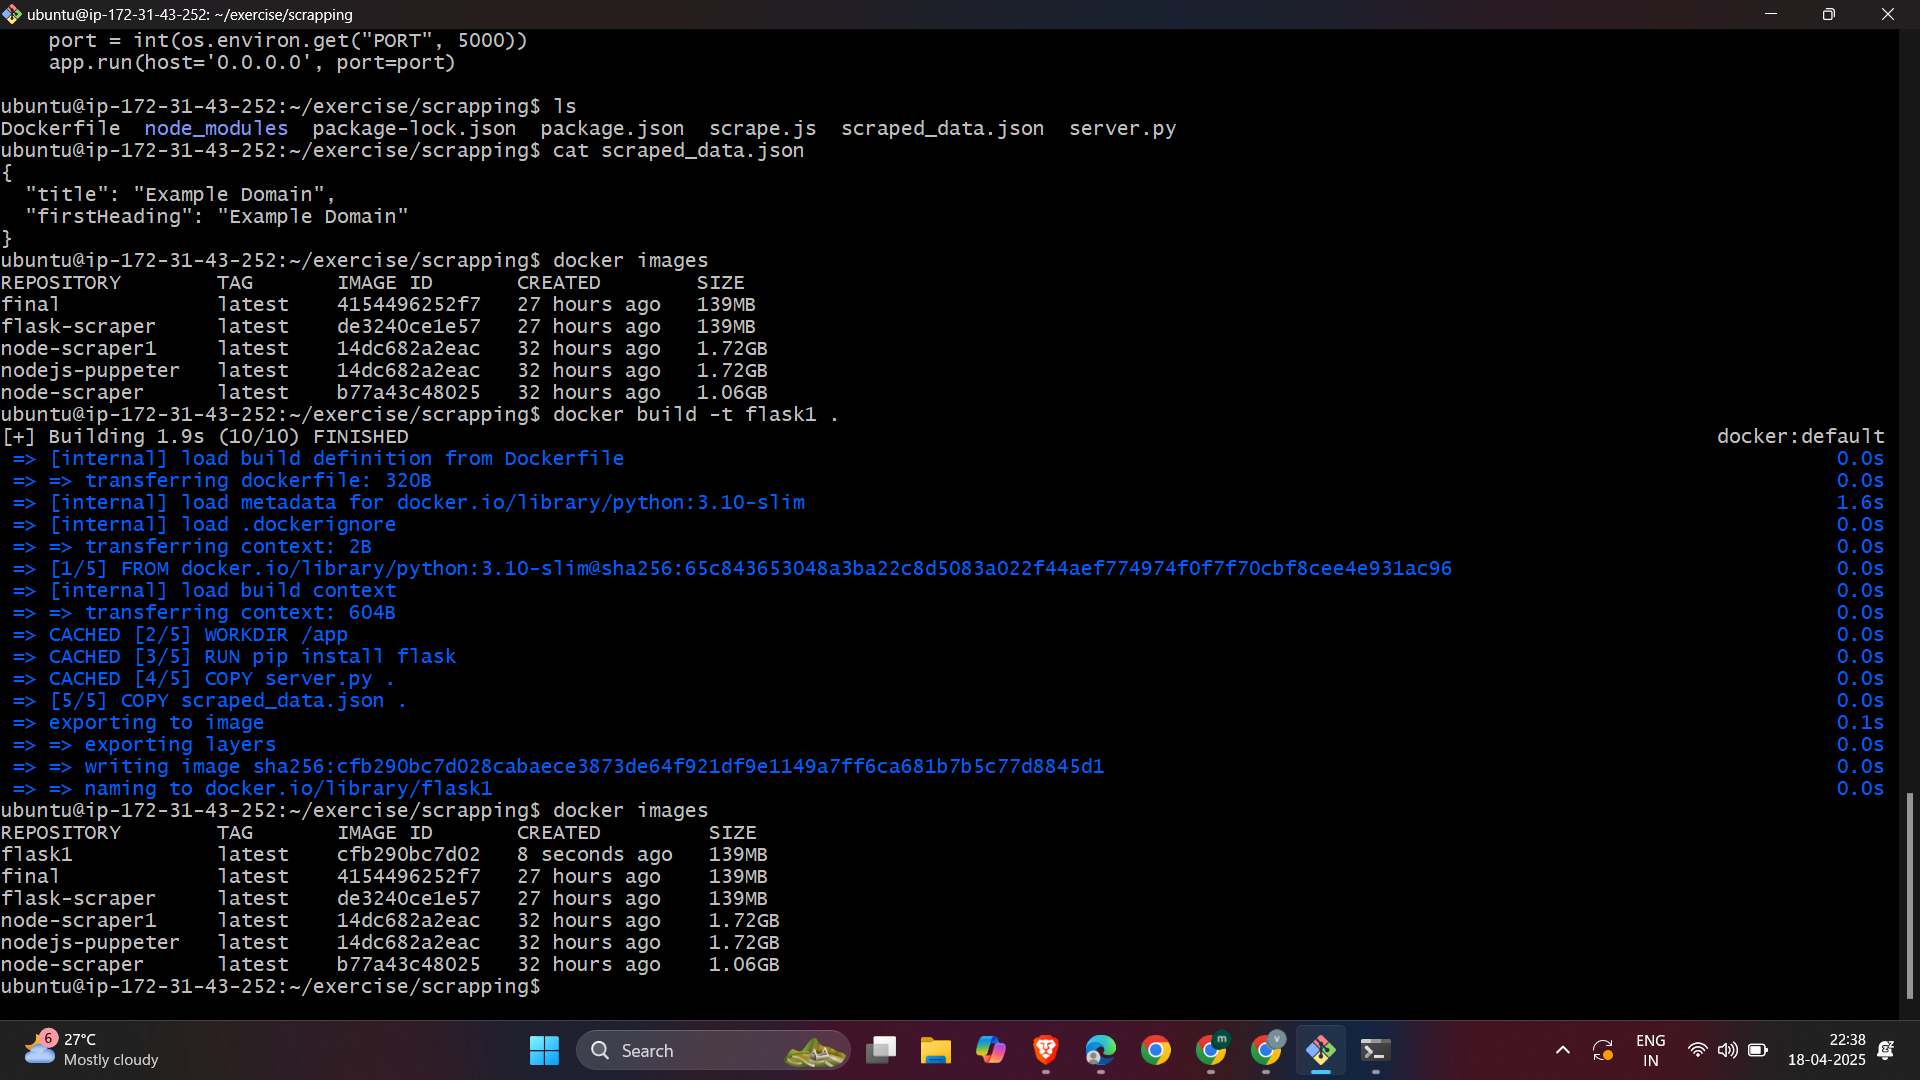 ubuntu@ip-172-31-43-252: ~/exercise/scrapping
    port = int(os.environ.get("PORT", 5000))
    app.run(host='0.0.0.0', port=port)
ubuntu@ip-172-31-43-252:~/exercise/scrapping$ ls
Dockerfile  node_modules  package-lock.json  package.json  scrape.js  scraped_data.json  server.py
ubuntu@ip-172-31-43-252:~/exercise/scrapping$ cat scraped_data.json
{
  "title": "Example Domain",
  "firstHeading": "Example Domain"
}
ubuntu@ip-172-31-43-252:~/exercise/scrapping$ docker images
REPOSITORY        TAG       IMAGE ID       CREATED        SIZE
final             latest    4154496252f7   27 hours ago   139MB
flask-scraper     latest    de3240ce1e57   27 hours ago   139MB
node-scraper1     latest    14dc682a2eac   32 hours ago   1.72GB
nodejs-puppeter   latest    14dc682a2eac   32 hours ago   1.72GB
node-scraper      latest    b77a43c48025   32 hours ago   1.06GB
ubuntu@ip-172-31-43-252:~/exercise/scrapping$ docker build -t flask1 .
[+] Building 1.9s (10/10) FINISHED docker:default
 => [internal] load build definition from Dockerfile 0.0s
 => => transferring dockerfile: 320B 0.0s
 => [internal] load metadata for docker.io/library/python:3.10-slim 1.6s
 => [internal] load .dockerignore 0.0s
 => => transferring context: 2B 0.0s
 => [1/5] FROM docker.io/library/python:3.10-slim@sha256:65c843653048a3ba22c8d5083a022f44aef774974f0f7f70cbf8cee4e931ac96 0.0s
 => [internal] load build context 0.0s
 => => transferring context: 604B 0.0s
 => CACHED [2/5] WORKDIR /app 0.0s
 => CACHED [3/5] RUN pip install flask 0.0s
 => CACHED [4/5] COPY server.py . 0.0s
 => [5/5] COPY scraped_data.json . 0.0s
 => exporting to image 0.1s
 => => exporting layers 0.0s
 => => writing image sha256:cfb290bc7d028cabaece3873de64f921df9e1149a7ff6ca681b7b5c77d8845d1 0.0s
 => => naming to docker.io/library/flask1 0.0s
ubuntu@ip-172-31-43-252:~/exercise/scrapping$ docker images
REPOSITORY        TAG       IMAGE ID       CREATED         SIZE
flask1            latest    cfb290bc7d02   8 seconds ago   139MB
final             latest    4154496252f7   27 hours ago    139MB
flask-scraper     latest    de3240ce1e57   27 hours ago    139MB
node-scraper1     latest    14dc682a2eac   32 hours ago    1.72GB
nodejs-puppeter   latest    14dc682a2eac   32 hours ago    1.72GB
node-scraper      latest    b77a43c48025   32 hours ago    1.06GB
ubuntu@ip-172-31-43-252:~/exercise/scrapping$
6
27°C
Mostly cloudy
Search
m
v
ENG
IN
22:38
18-04-2025